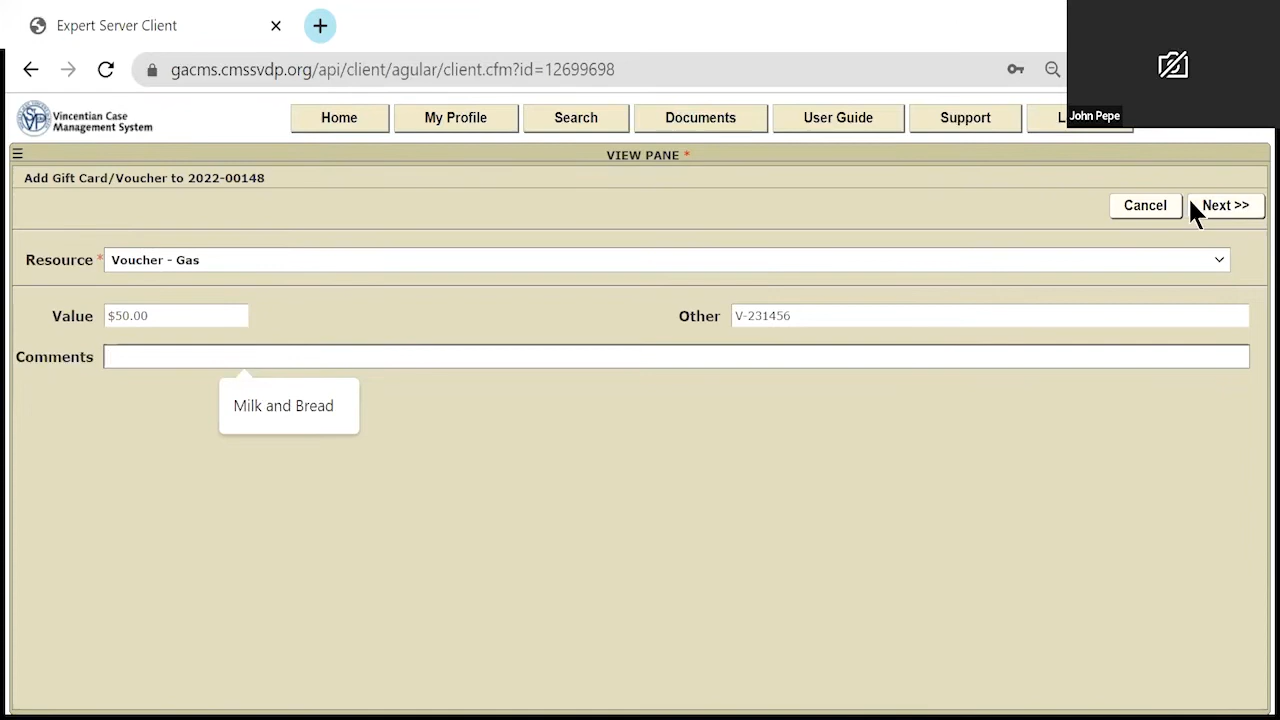 Expert Server Client
gacms.cmssvdp.org/api/client/agular/client.cfm?id=12699698
John Pepe
SVP
Vincentian Case
Management System
Home
My Profile
Search
Documents
User Guide
Support
VIEW PANE *
Add Gift Card/Voucher to 2022-00148
Cancel
Next >>
Resource * Voucher - Gas
Value $50.00
Other V-231456
Comments
Milk and Bread